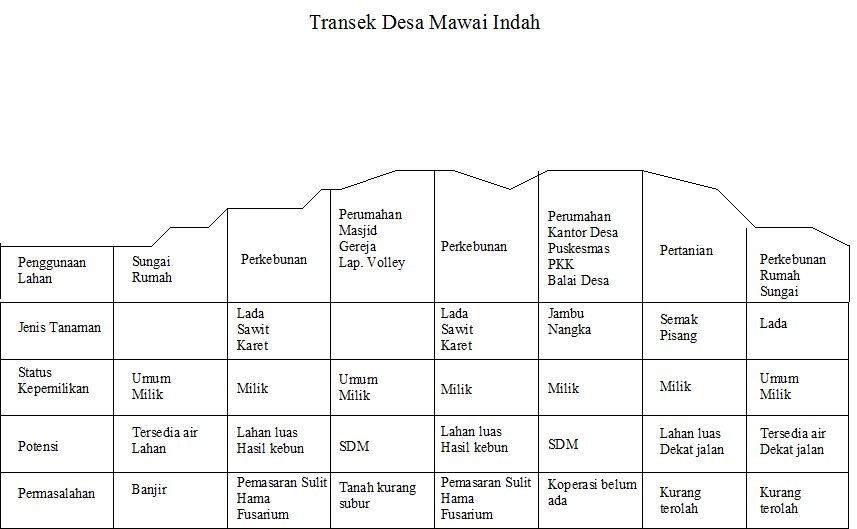 Transek Desa Mawai Indah
Penggunaan
Lahan
Sungai
Rumah
Perkebunan
Perumahan
Masjid
Gereja
Lap. Volley
Perkebunan
Perumahan
Kantor Desa
Puskesmas
PKK
Balai Desa
Pertanian
Perkebunan
Rumah
Sungai
Jenis Tanaman
Lada
Sawit
Karet
Lada
Sawit
Karet
Jambu
Nangka
Semak
Pisang
Lada
Status
Kepemilikan
Umum
Milik
Milik
Umum
Milik
Milik
Milik
Milik
Umum
Milik
Potensi
Tersedia air
Lahan
Lahan luas
Hasil kebun
SDM
Lahan luas
Hasil kebun
SDM
Lahan luas
Dekat jalan
Tersedia air
Dekat jalan
Permasalahan
Banjir
Pemasaran Sulit
Hama
Fusarium
Tanah kurang
subur
Pemasaran Sulit
Hama
Fusarium
Koperasi belum
ada
Kurang
terolah
Kurang
terolah